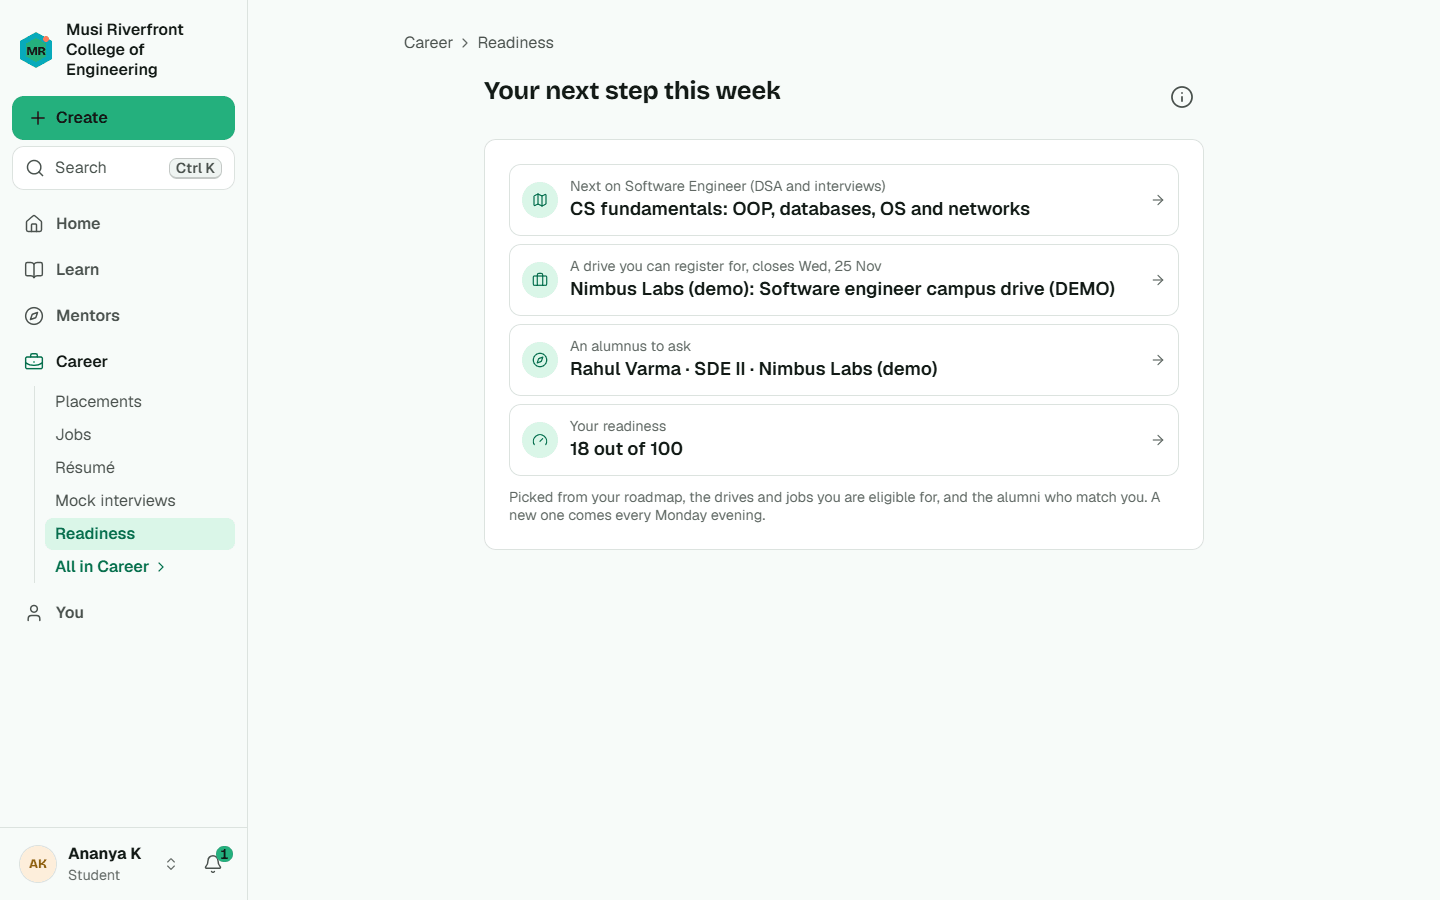 MR
Musi Riverfront
College of
Engineering
Create
Search
Ctrl K
Home
Learn
Mentors
Career
Placements
Jobs
Résumé
Mock interviews
Readiness
All in Career
You
AK
Ananya K
Student
1
Career
Readiness
Your next step this week
Next on Software Engineer (DSA and interviews)
CS fundamentals: OOP, databases, OS and networks
A drive you can register for, closes Wed, 25 Nov
Nimbus Labs (demo): Software engineer campus drive (DEMO)
An alumnus to ask
Rahul Varma · SDE II · Nimbus Labs (demo)
Your readiness
18 out of 100
Picked from your roadmap, the drives and jobs you are eligible for, and the alumni who match you. A
new one comes every Monday evening.